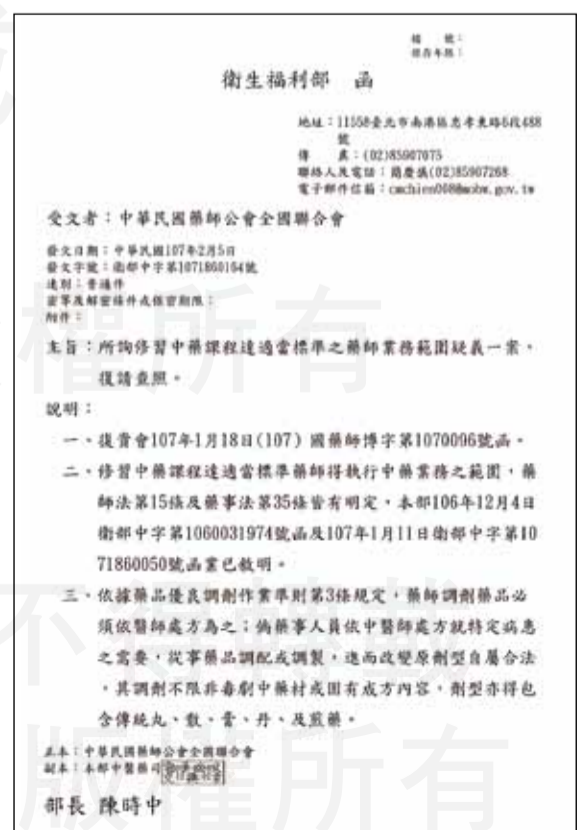 檔　　號：
保存年限：
衛生福利部　函
地址：11558臺北市南港區忠孝東路6段488
號
傳　　真：(02)85907075
聯絡人及電話：簡慶儀(02)85907268
電子郵件信箱：cmchien008@mohw.gov.tw
受文者：中華民國藥師公會全國聯合會
發文日期：中華民國107年2月5日
發文字號：衛部中字第1071860164號
速別：普通件
密等及解密條件或保密期限：
附件：
主旨：所詢修習中藥課程達適當標準之藥師業務範圍疑義一案，
復請查照。
說明：
一、復貴會107年1月18日(107) 國藥師博字第1070096號函。
二、修習中藥課程達適當標準藥師得執行中藥業務之範圍，藥
師法第15條及藥事法第35條皆有明定，本部106年12月4日
衛部中字第1060031974號函及107年1月11日衛部中字第10
71860050號函業已敘明。
三、依據藥品優良調劑作業準則第3條規定，藥師調劑藥品必
須依醫師處方為之；倘藥事人員依中醫師處方就特定病患
之需要，從事藥品調配或調製，進而改變原劑型自屬合法
，其調劑不限非毒劇中藥材或固有成方內容，劑型亦得包
含傳統丸、散、膏、丹、及煎藥。
正本：中華民國藥師公會全國聯合會
副本：本部中醫藥司
部長 陳時中
權所有
不得轉載
版權所有